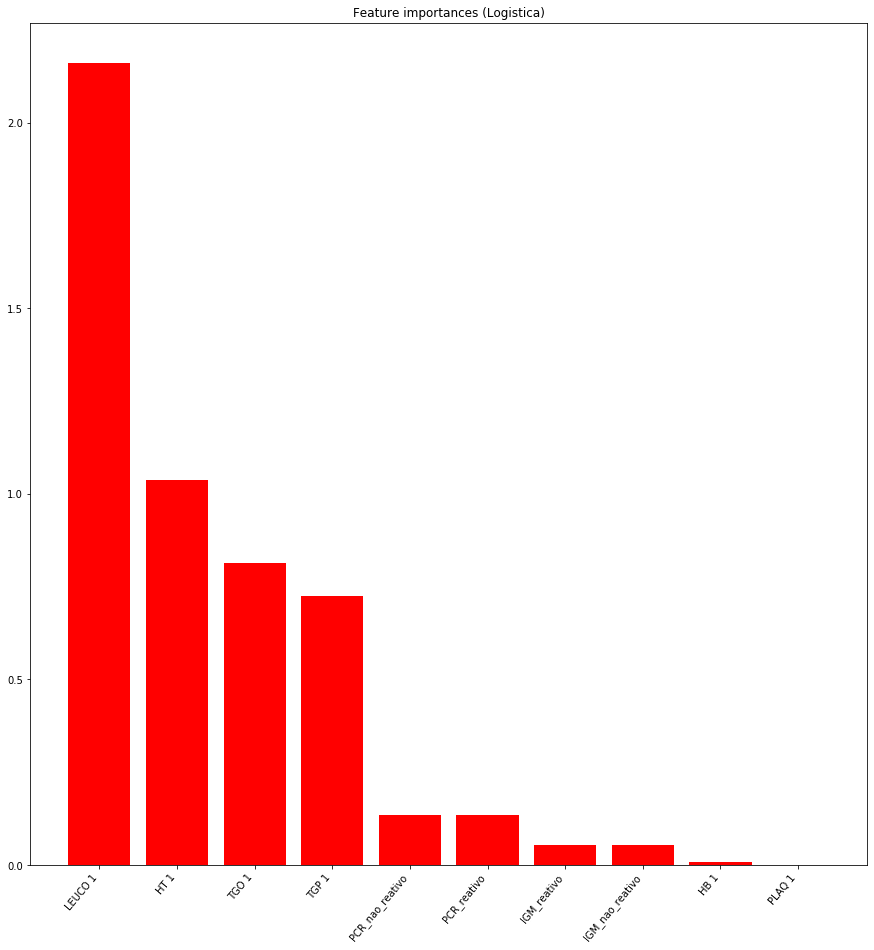 Feature importances (Logistica)
2.0
1.5
1.0
0.5
0.0
LEUCO 1
HT 1
TGO 1
TGP 1
PCR_nao_reativo
PCR_reativo
IGM_reativo
IGM_nao_reativo
HB 1
PLAQ 1